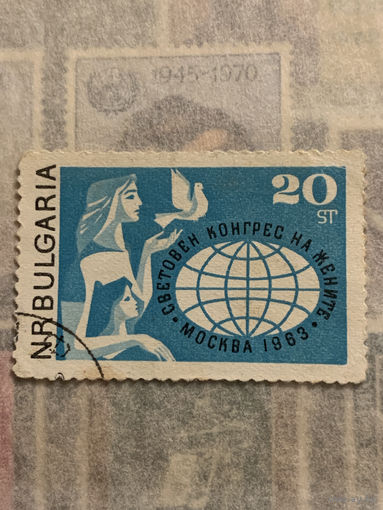 1945-1970
NR.BULGARIA
20
ST
• СВЕТОВЕН КОНГРЕС НА ЖЕНИТЕ •
МОСКВА 1963